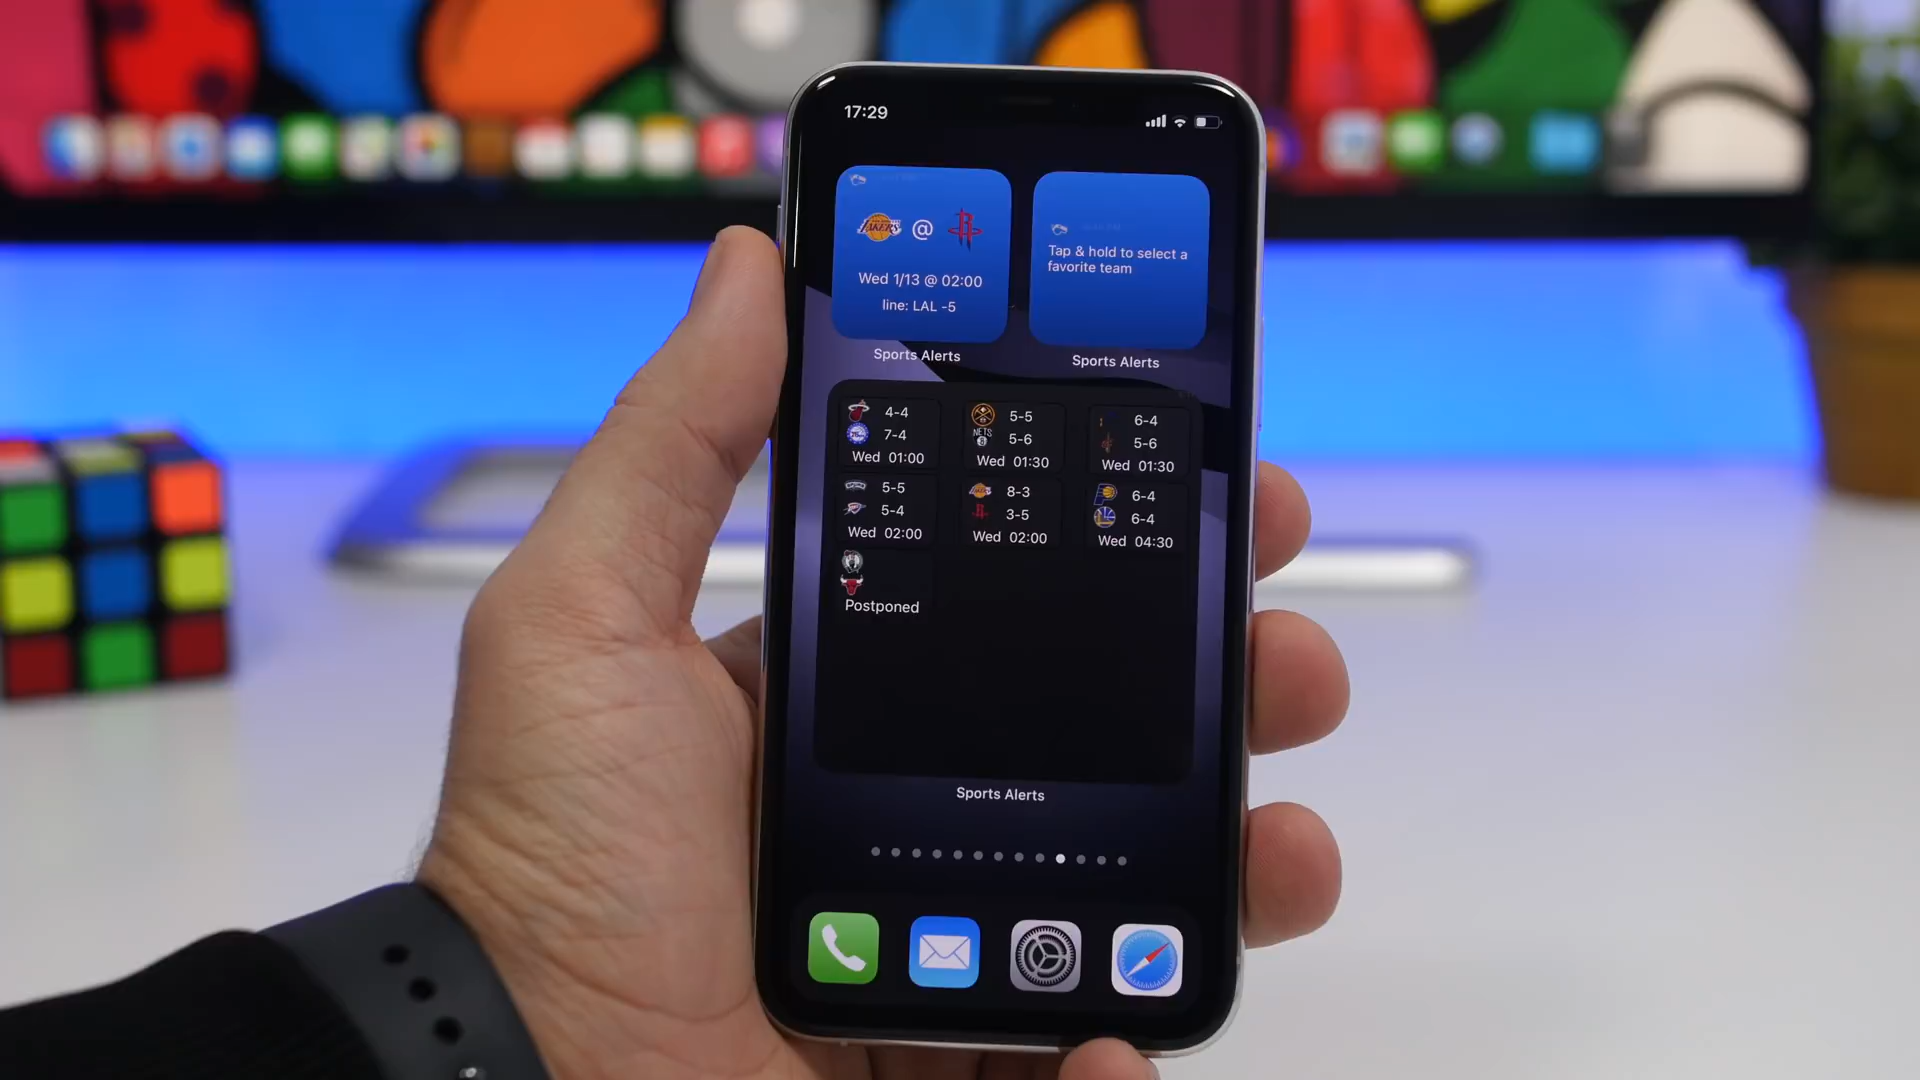 17:29
LAKERS @
Wed 1/13 @ 02:00
line: LAL -5
Sports Alerts
Tap & hold to select a
favorite team
Sports Alerts
4-4
7-4
Wed 01:00
5-5
NETS 5-6
Wed 01:30
6-4
5-6
Wed 01:30
5-5
5-4
Wed 02:00
8-3
3-5
Wed 02:00
6-4
6-4
Wed 04:30
Postponed
Sports Alerts